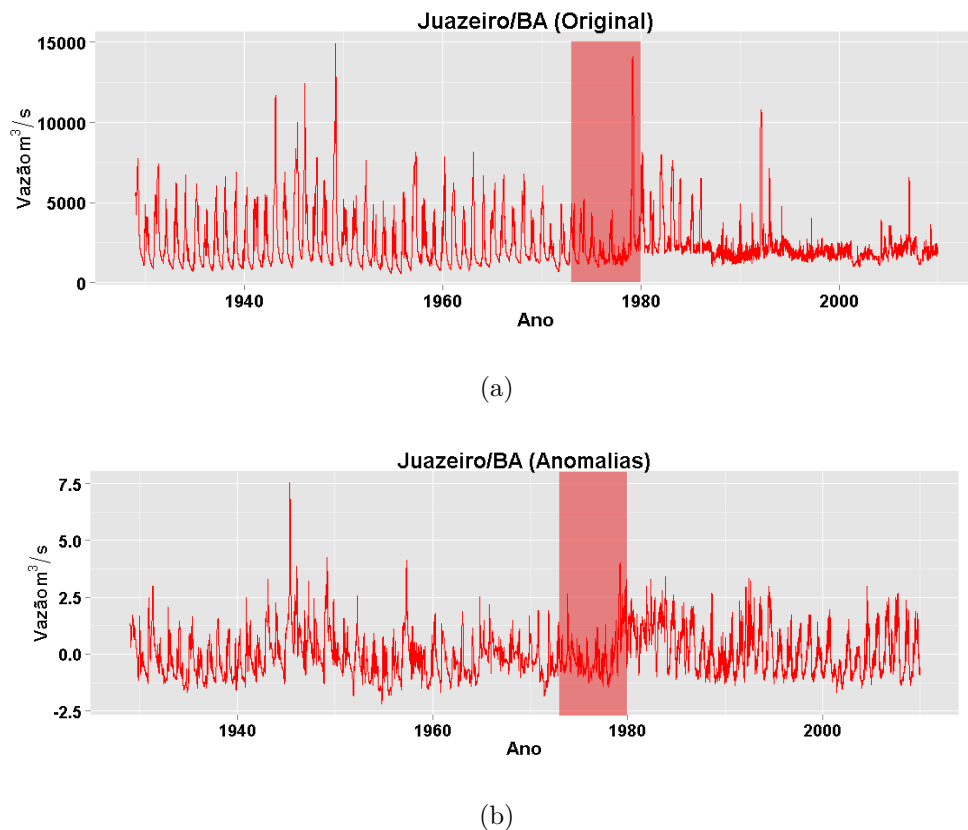 Juazeiro/BA (Original)
15000
10000
5000
0
Vazão m³/s
1940
1960
1980
2000
Ano
(a)
Juazeiro/BA (Anomalias)
7.5
5.0
2.5
0.0
-2.5
Vazão m³/s
1940
1960
1980
2000
Ano
(b)